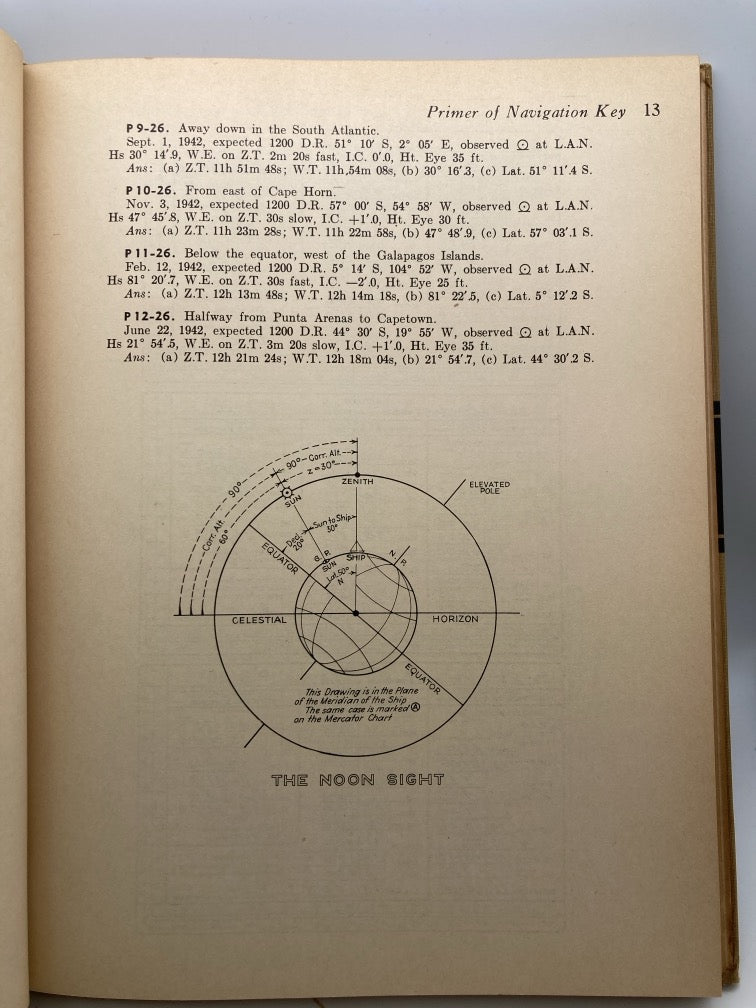 Primer of Navigation Key 13
P 9-26. Away down in the South Atlantic.
Sept. 1, 1942, expected 1200 D.R. 51° 10′ S, 2° 05′ E, observed ☉ at L.A.N.
Hs 30° 14′.9, W.E. on Z.T. 2m 20s fast, I.C. 0′.0, Ht. Eye 35 ft.
Ans: (a) Z.T. 11h 51m 48s; W.T. 11h,54m 08s, (b) 30° 16′.3, (c) Lat. 51° 11′.4 S.
P 10-26. From east of Cape Horn.
Nov. 3, 1942, expected 1200 D.R. 57° 00′ S, 54° 58′ W, observed ☉ at L.A.N.
Hs 47° 45′.8, W.E. on Z.T. 30s slow, I.C. +1′.0, Ht. Eye 30 ft.
Ans: (a) Z.T. 11h 23m 28s; W.T. 11h 22m 58s, (b) 47° 48′.9, (c) Lat. 57° 03′.1 S.
P 11-26. Below the equator, west of the Galapagos Islands.
Feb. 12, 1942, expected 1200 D.R. 5° 14′ S, 104° 52′ W, observed ☉ at L.A.N.
Hs 81° 20′.7, W.E. on Z.T. 30s fast, I.C. —2′.0, Ht. Eye 25 ft.
Ans: (a) Z.T. 12h 13m 48s; W.T. 12h 14m 18s, (b) 81° 22′.5, (c) Lat. 5° 12′.2 S.
P 12-26. Halfway from Punta Arenas to Capetown.
June 22, 1942, expected 1200 D.R. 44° 30′ S, 19° 55′ W, observed ☉ at L.A.N.
Hs 21° 54′.5, W.E. on Z.T. 3m 20s slow, I.C. +1′.0, Ht. Eye 35 ft.
Ans: (a) Z.T. 12h 21m 24s; W.T. 12h 18m 04s, (b) 21° 54′.7, (c) Lat. 44° 30′.2 S.
90°
90°-Corr. Alt.
z=30°
ZENITH
ELEVATED
POLE
SUN
Corr. Alt.
60°
Sun to Ship
30°
Dec.
20°
EQUATOR
S. P.
SUN
SHIP
N. P.
Lat. 50°
N
CELESTIAL
HORIZON
EQUATOR
This Drawing is in the Plane
of the Meridian of the Ship
The same case is marked Ⓐ
on the Mercator Chart
THE NOON SIGHT